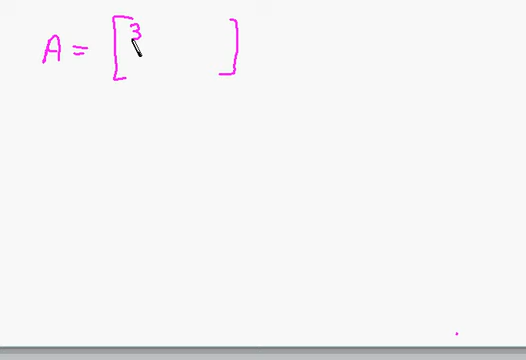 A = [ 3 ]